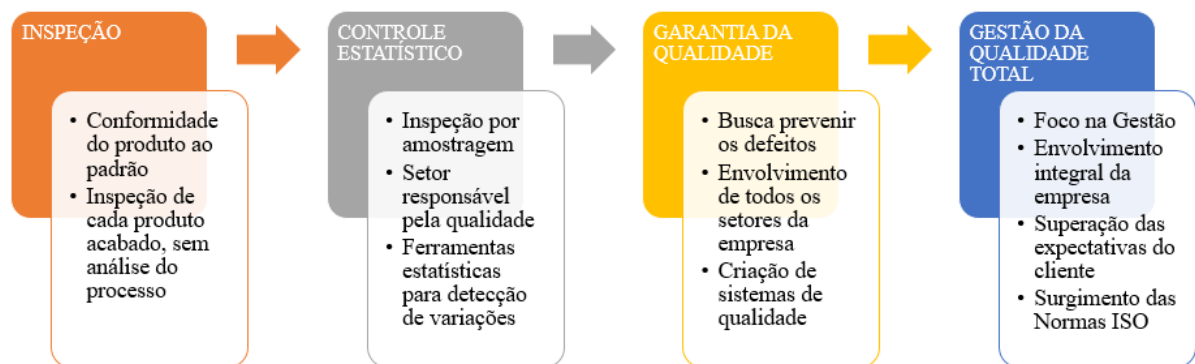 INSPEÇÃO
• Conformidade
do produto ao
padrão
• Inspeção de
cada produto
acabado, sem
análise do
processo
CONTROLE
ESTATÍSTICO
• Inspeção por
amostragem
• Setor
responsável
pela qualidade
• Ferramentas
estatísticas
para detecção
de variações
GARANTIA DA
QUALIDADE
• Busca prevenir
os defeitos
• Envolvimento
de todos os
setores da
empresa
• Criação de
sistemas de
qualidade
GESTÃO DA
QUALIDADE
TOTAL
• Foco na Gestão
• Envolvimento
integral da
empresa
• Superação das
expectativas do
cliente
• Surgimento das
Normas ISO